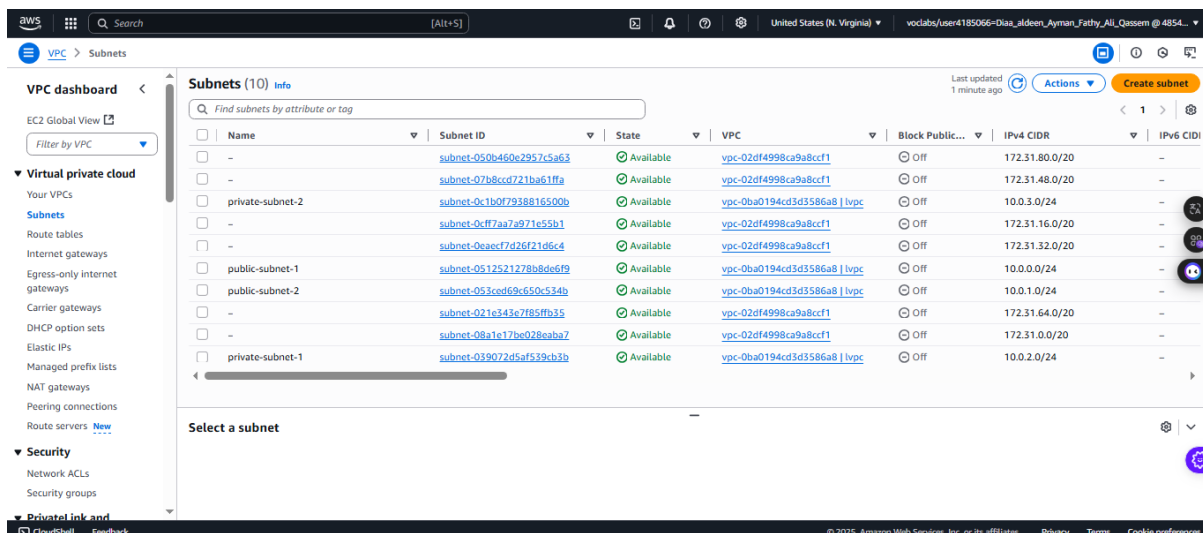 aws Search [Alt+S] United States (N. Virginia) ▼ voclabs/user4185066=Diaa_aldeen_Ayman_Fathy_Ali_Qassem @ 4854... ▼
VPC > Subnets
VPC dashboard
EC2 Global View
Filter by VPC ▼
▼ Virtual private cloud
Your VPCs
Subnets
Route tables
Internet gateways
Egress-only internet
gateways
Carrier gateways
DHCP option sets
Elastic IPs
Managed prefix lists
NAT gateways
Peering connections
Route servers New
▼ Security
Network ACLs
Security groups
▼ PrivateLink and
Subnets (10) Info
Last updated
1 minute ago
Actions ▼
Create subnet
Find subnets by attribute or tag
< 1 >
Name Subnet ID State VPC Block Public... IPv4 CIDR IPv6 CIDI
– subnet-050b460e2957c5a63 Available vpc-02df4998ca9a8ccf1 Off 172.31.80.0/20 –
– subnet-07b8ccd721ba61ffa Available vpc-02df4998ca9a8ccf1 Off 172.31.48.0/20 –
private-subnet-2 subnet-0c1b0f7938816500b Available vpc-0ba0194cd3d3586a8 | lvpc Off 10.0.3.0/24 –
– subnet-0cff7aa7a971e55b1 Available vpc-02df4998ca9a8ccf1 Off 172.31.16.0/20 –
– subnet-0eaecf7d26f21d6c4 Available vpc-02df4998ca9a8ccf1 Off 172.31.32.0/20 –
public-subnet-1 subnet-0512521278b8de6f9 Available vpc-0ba0194cd3d3586a8 | lvpc Off 10.0.0.0/24 –
public-subnet-2 subnet-053ced69c650c534b Available vpc-0ba0194cd3d3586a8 | lvpc Off 10.0.1.0/24 –
– subnet-021e343e7f85ffb35 Available vpc-02df4998ca9a8ccf1 Off 172.31.64.0/20 –
– subnet-08a1e17be028eaba7 Available vpc-02df4998ca9a8ccf1 Off 172.31.0.0/20 –
private-subnet-1 subnet-039072d5af539cb3b Available vpc-0ba0194cd3d3586a8 | lvpc Off 10.0.2.0/24 –
Select a subnet
CloudShell Feedback © 2025, Amazon Web Services, Inc. or its affiliates. Privacy Terms Cookie preferences